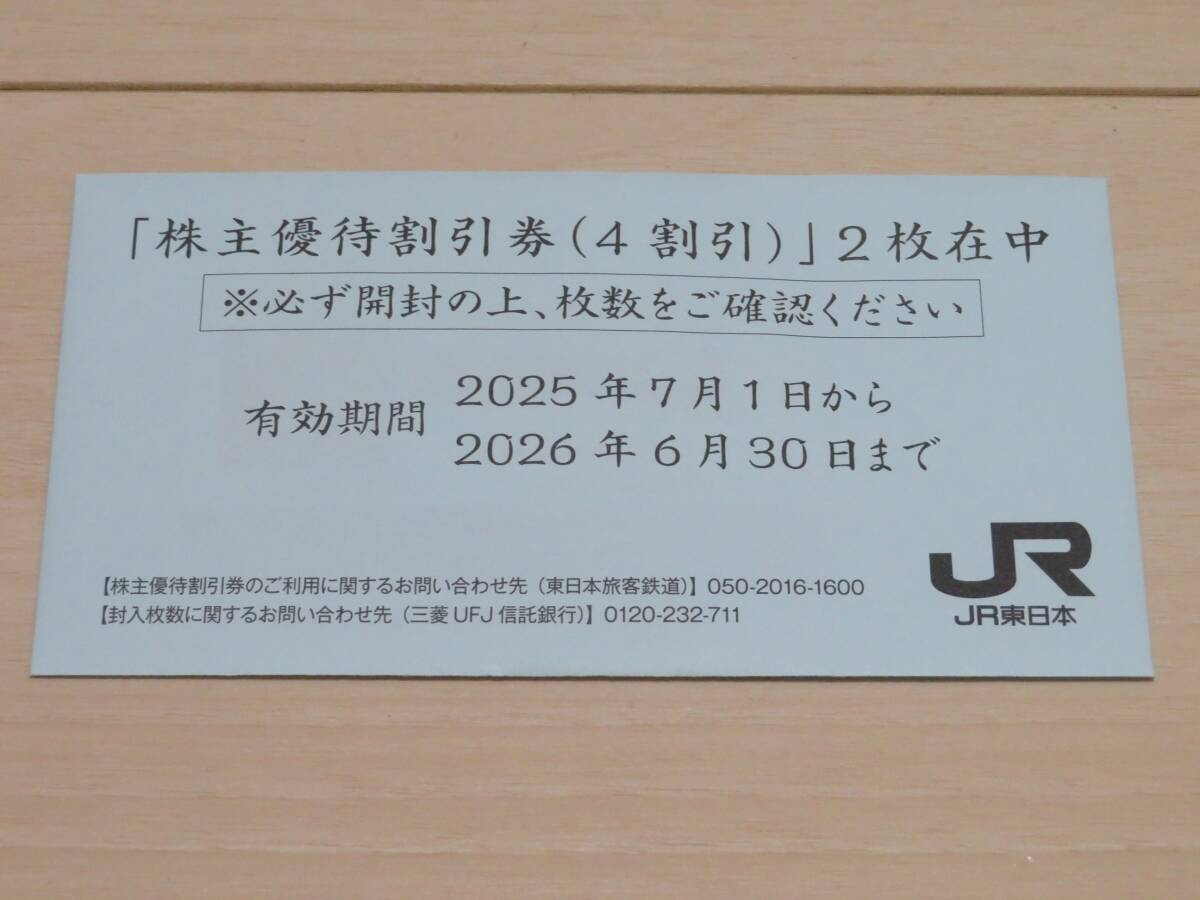 「株主優待割引券(4割引)」2枚在中
※必ず開封の上、枚数をご確認ください
有効期間
2025年7月1日から
2026年6月30日まで
【株主優待割引券のご利用に関するお問い合わせ先（東日本旅客鉄道）】050-2016-1600
【封入枚数に関するお問い合わせ先（三菱UFJ信託銀行）】0120-232-711
JR
JR東日本